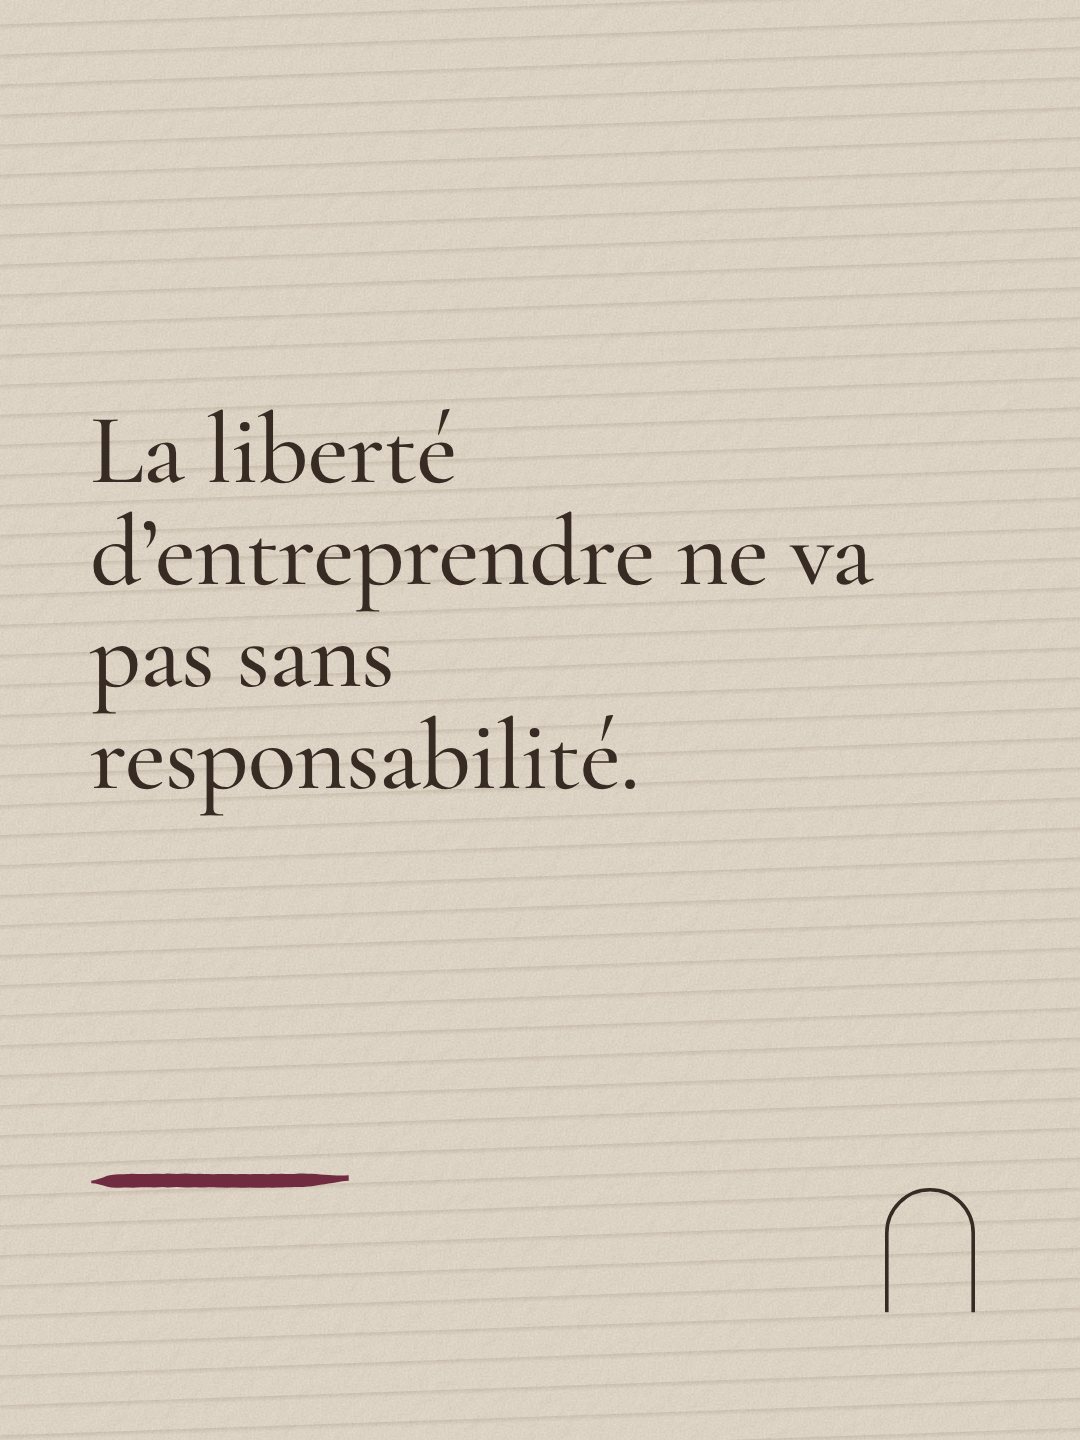 La liberté
d’entreprendre ne va
pas sans
responsabilité.